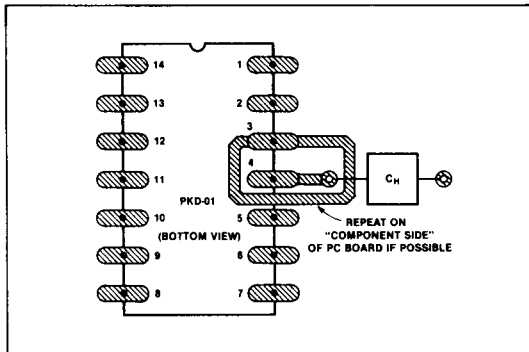 14
1
13
2
12
3
11
4
PKD-01
C_H
10
5
(BOTTOM VIEW)
REPEAT ON
"COMPONENT SIDE"
OF PC BOARD IF POSSIBLE
9
6
8
7